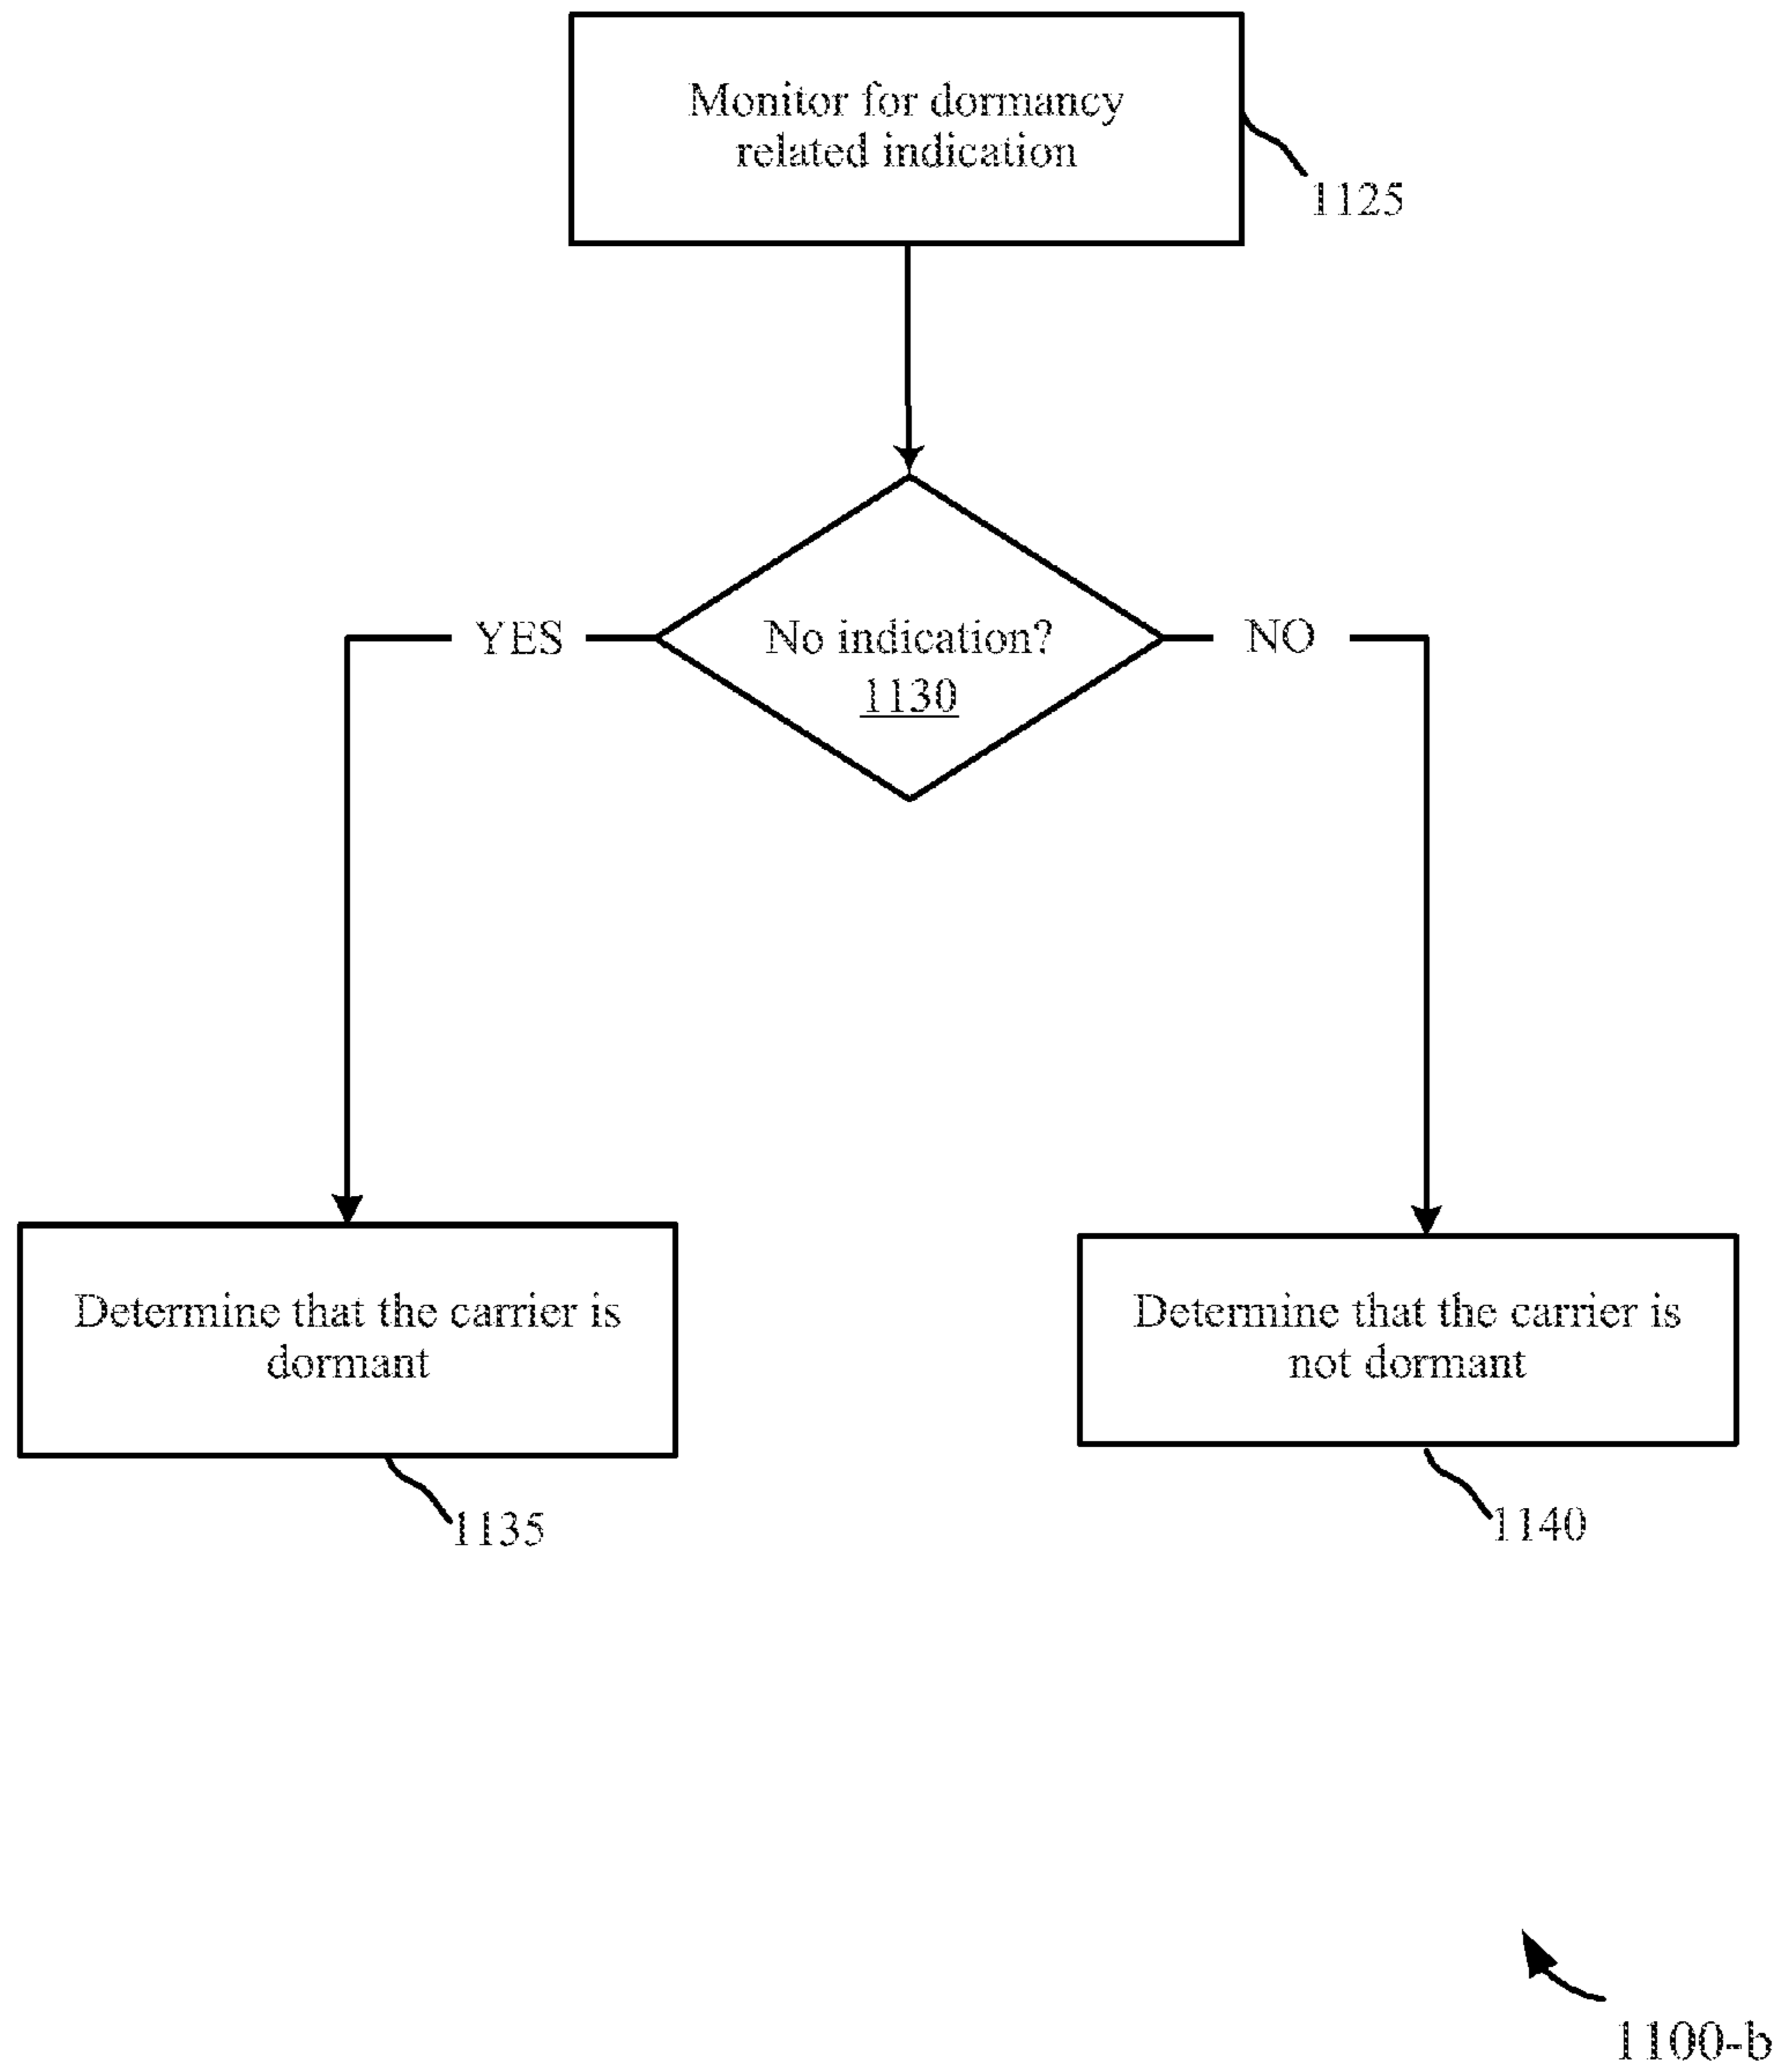 Monitor for dormancy
related indication
1125
YES
No indication?
NO
1130
Determine that the carrier is
dormant
Determine that the carrier is
not dormant
1135
1140
1100-b